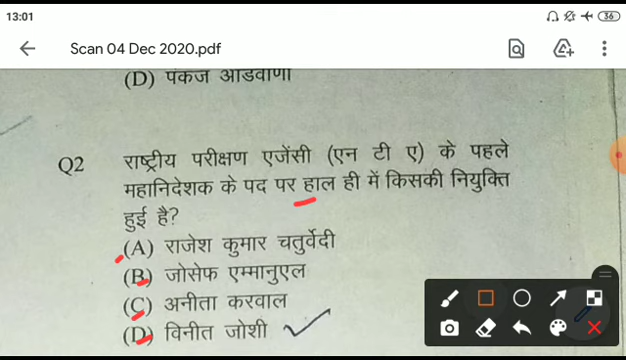 13:01
36
Scan 04 Dec 2020.pdf
(D) पंकज आडवाणी
Q2 राष्ट्रीय परीक्षण एजेंसी (एन टी ए) के पहले
महानिदेशक के पद पर हाल ही में किसकी नियुक्ति
हुई है?
(A) राजेश कुमार चतुर्वेदी
(B) जोसेफ एम्मानुएल
(C) अनीता करवाल
(D) विनीत जोशी